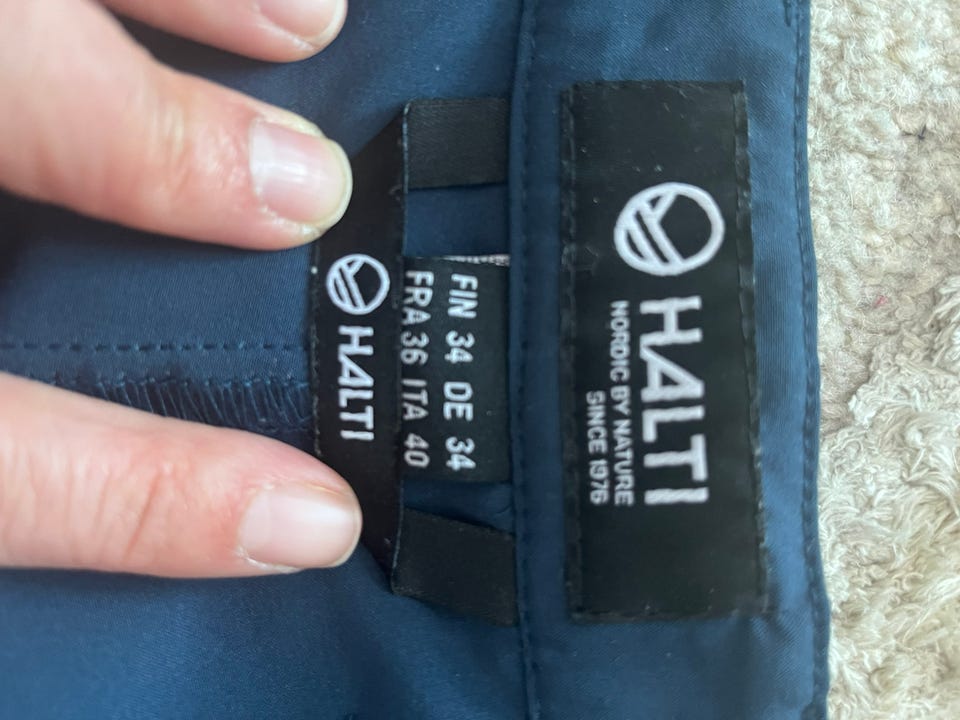 HALTI
NORDIC BY NATURE
SINCE 1976
FIN 34 DE 34
FRA 36 ITA 40
HALTI